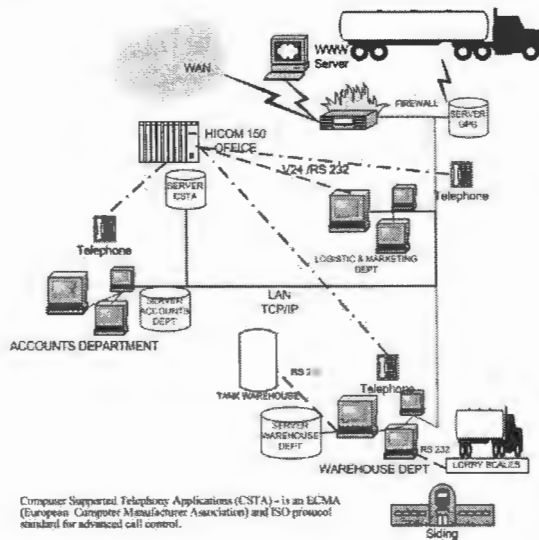 WWW
Server
WAN
FIREWALL
SERVER
GPS
HICOM 150
OFFICE
V24 /RS 232
SERVER
CSTA
Telephone
Telephone
LOGISTIC & MARKETING
DEPT
LAN
TCP/IP
SERVER
ACCOUNTS
DEPT
ACCOUNTS DEPARTMENT
RS
Telephone
TANK WAREHOUSE
SERVER
WAREHOUSE
DEPT
RS 232
WAREHOUSE DEPT
LORRY SCALES
Computer Supported Telephony Applications (CSTA) - is an ECMA
(European Computer Manufacturer Association) and ISO protocol
standard for advanced call control.
Siding